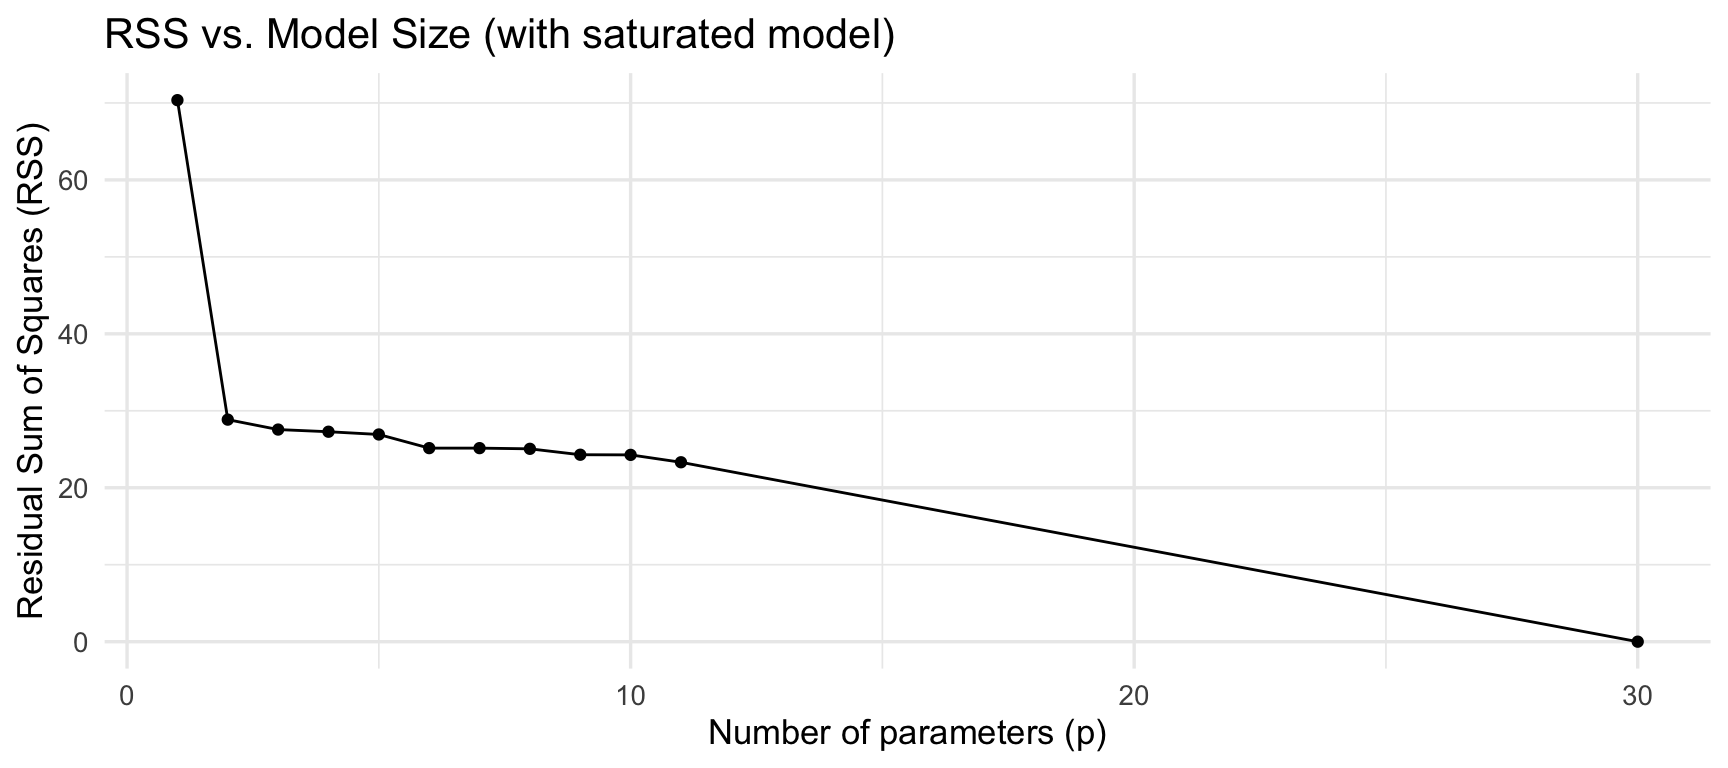 RSS vs. Model Size (with saturated model)
Residual Sum of Squares (RSS)
60
40
20
0
0
10
20
30
Number of parameters (p)